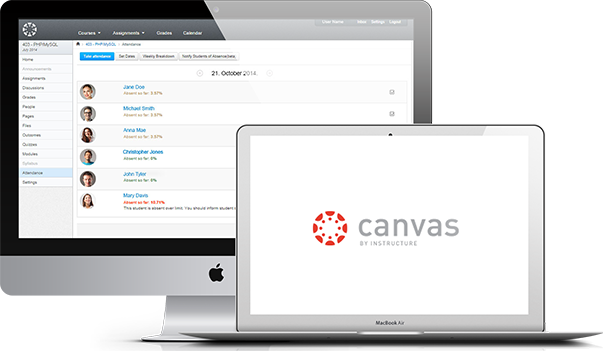 User Name Inbox Settings Logout
Courses Assignments Grades Calendar
403 - PHP/MySQL
July 2014
403 - PHP/MySQL Attendance
Take attendance Set Dates Weekly Breakdown Notify Students of Absence(s)
Home
Announcements
Assignments
Discussions
Grades
People
Pages
Files
Outcomes
Quizzes
Modules
Syllabus
Attendance
Settings
21. October 2014.
Jane Doe
Absent so far: 3.57%
Michael Smith
Absent so far: 3.57%
Anna Mae
Absent so far: 3.57%
Christopher Jones
Absent so far: 0%
John Tyler
Absent so far: 0%
Mary Davis
Absent so far: 10.71%
This student is absent over limit. You should inform student
canvas
BY INSTRUCTURE
MacBook Air